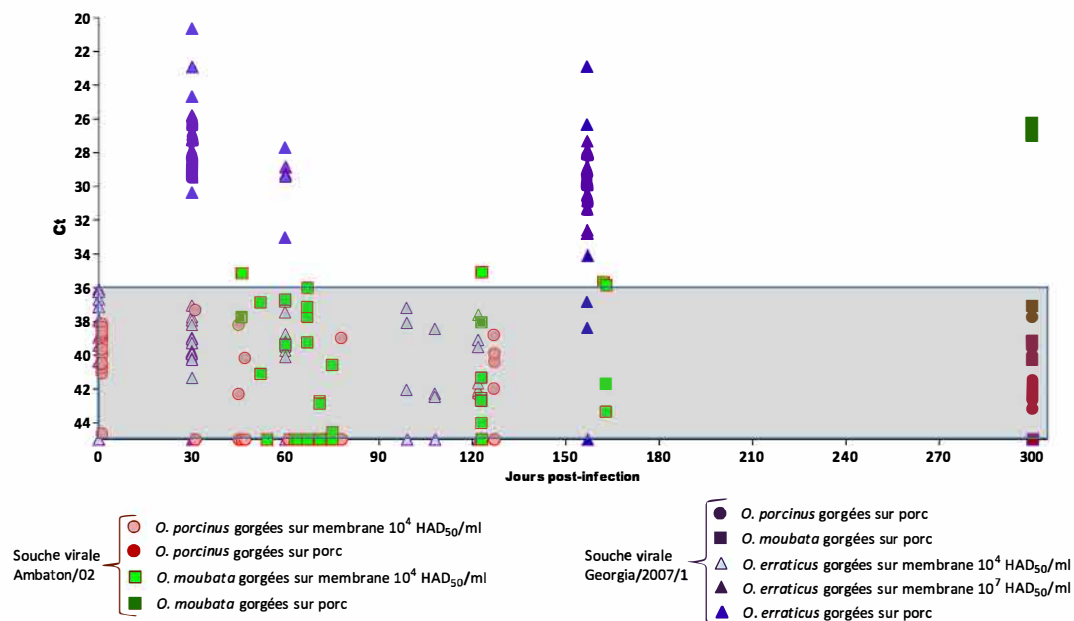 20
22
24
26
28
30
32
34
36
38
40
42
44
Ct
0 30 60 90 120 150 180 210 240 270 300
Jours post-infection
Souche virale
Ambaton/02
O. porcinus gorgées sur membrane 10⁴ HAD₅₀/ml
O. porcinus gorgées sur porc
O. moubata gorgées sur membrane 10⁴ HAD₅₀/ml
O. moubata gorgées sur porc
Souche virale
Georgia/2007/1
O. porcinus gorgées sur porc
O. moubata gorgées sur porc
O. erraticus gorgées sur membrane 10⁴ HAD₅₀/ml
O. erraticus gorgées sur membrane 10⁷ HAD₅₀/ml
O. erraticus gorgées sur porc